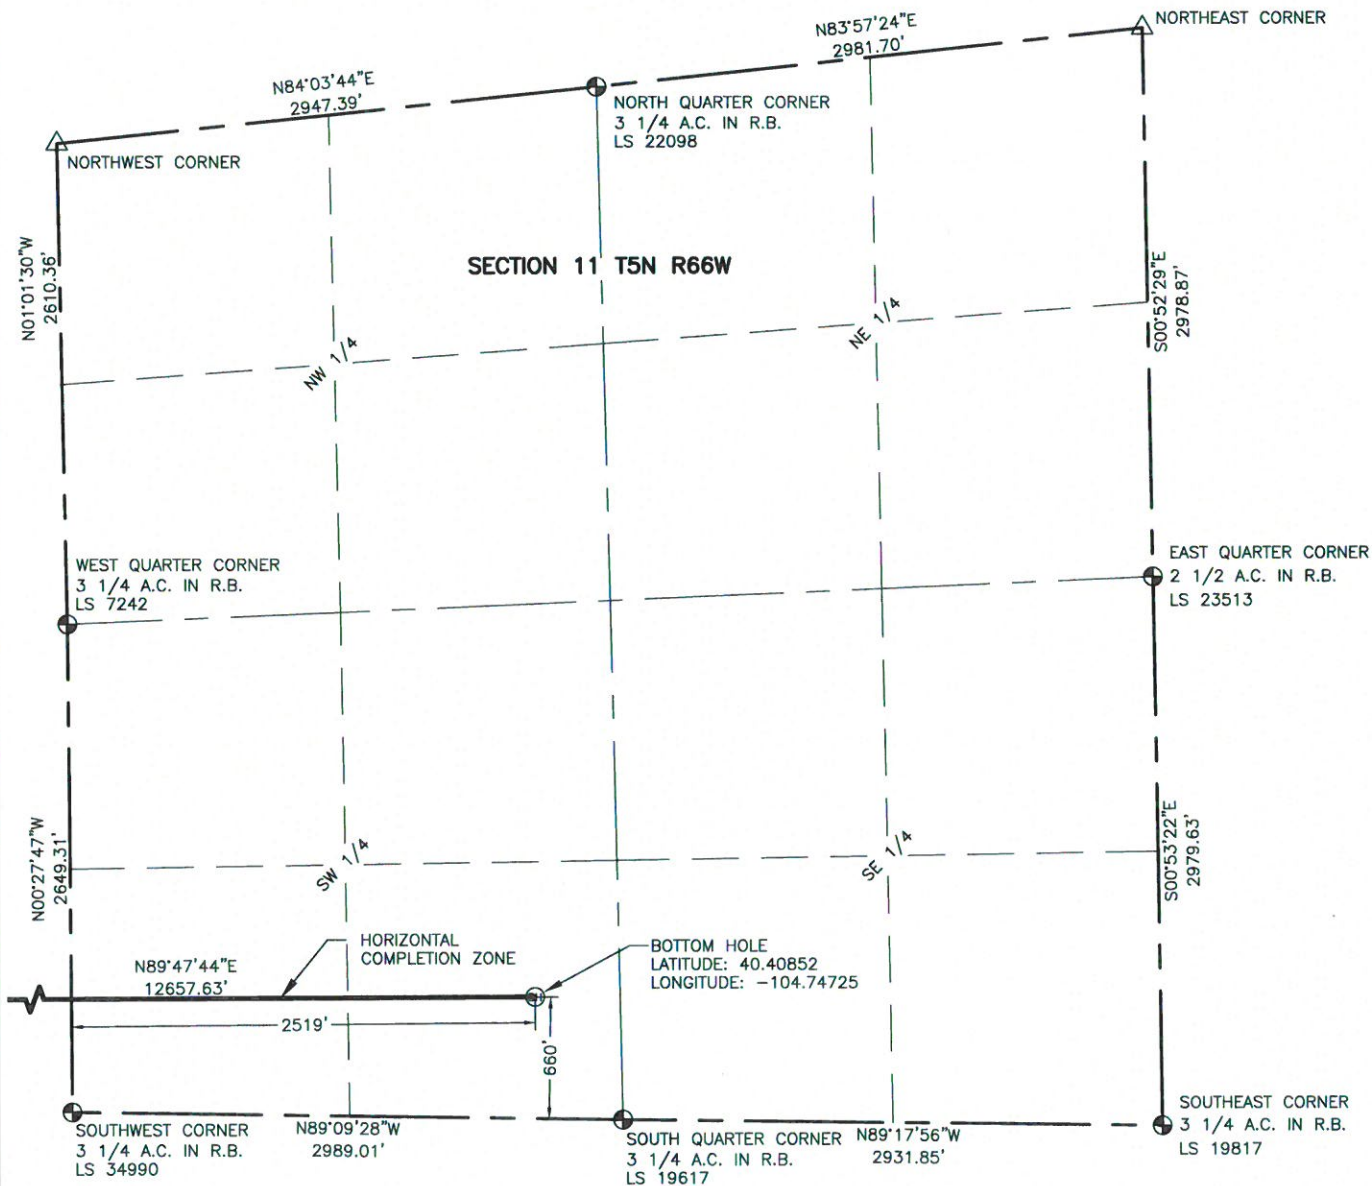 N83°57'24"E
2981.70'
NORTHEAST CORNER
N84°03'44"E
2947.39'
NORTH QUARTER CORNER
3 1/4 A.C. IN R.B.
LS 22098
NORTHWEST CORNER
N01°01'30"W
2610.36'
SECTION 11 T5N R66W
S00°52'29"E
2978.87'
NW 1/4
NE 1/4
WEST QUARTER CORNER
3 1/4 A.C. IN R.B.
LS 7242
EAST QUARTER CORNER
2 1/2 A.C. IN R.B.
LS 23513
N00°27'47"W
2649.31'
SW 1/4
SE 1/4
S00°53'22"E
2979.63'
HORIZONTAL
COMPLETION ZONE
N89°47'44"E
12657.63'
BOTTOM HOLE
LATITUDE: 40.40852
LONGITUDE: -104.74725
2519'
660'
SOUTHWEST CORNER
3 1/4 A.C. IN R.B.
LS 34990
N89°09'28"W
2989.01'
SOUTH QUARTER CORNER
3 1/4 A.C. IN R.B.
LS 19617
N89°17'56"W
2931.85'
SOUTHEAST CORNER
3 1/4 A.C. IN R.B.
LS 19817